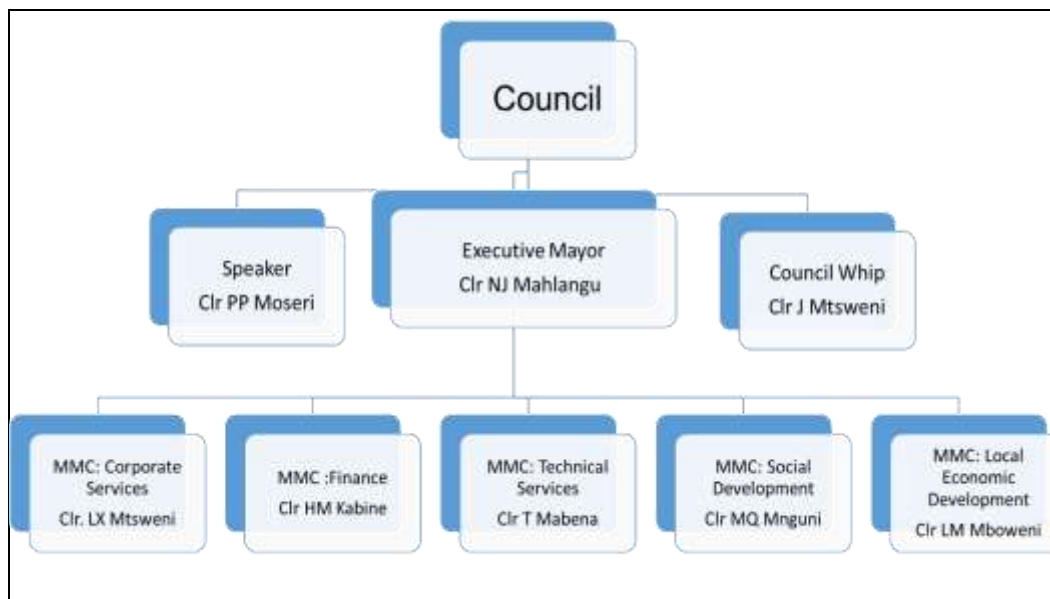 Council
Speaker
Clr PP Moseri
Executive Mayor
Clr NJ Mahlangu
Council Whip
Clr J Mtsweni
MMC: Corporate
Services
Clr. LX Mtsweni
MMC :Finance
Clr HM Kabine
MMC: Technical
Services
Clr T Mabena
MMC: Social
Development
Clr MQ Mnguni
MMC: Local
Economic
Development
Clr LM Mboweni